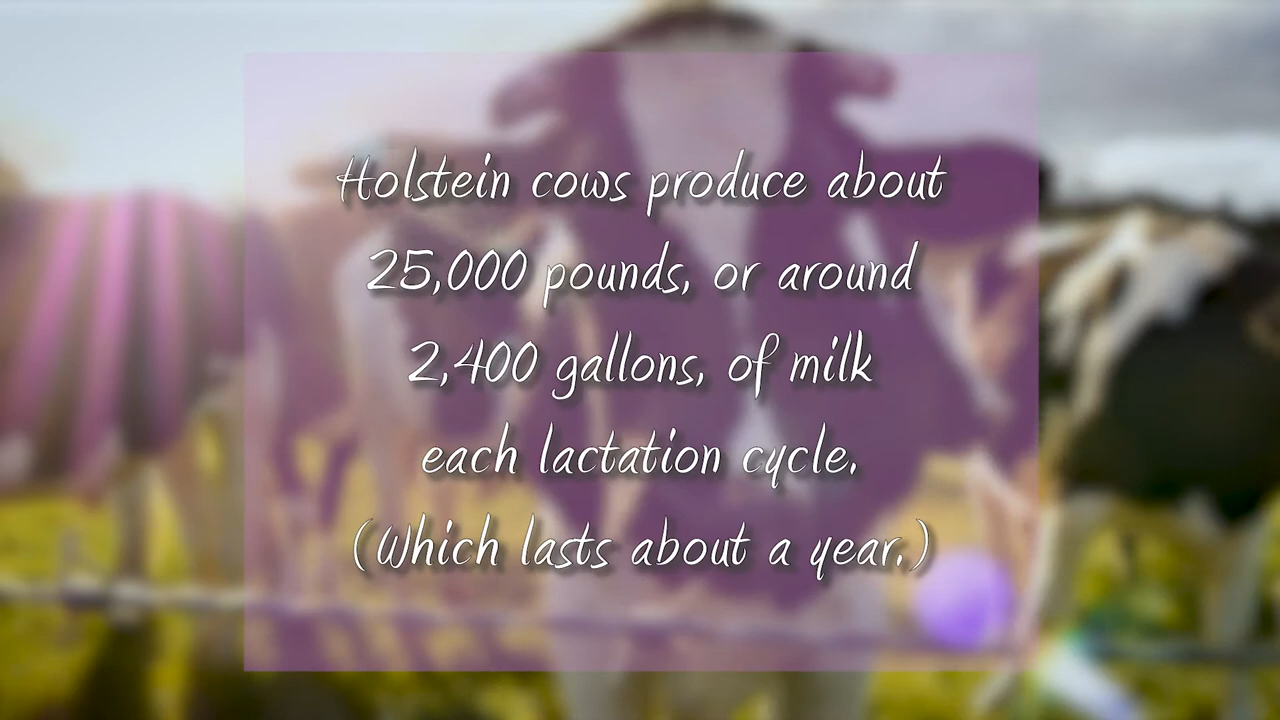 Holstein cows produce about
25,000 pounds, or around
2,400 gallons, of milk
each lactation cycle.
(Which lasts about a year.)